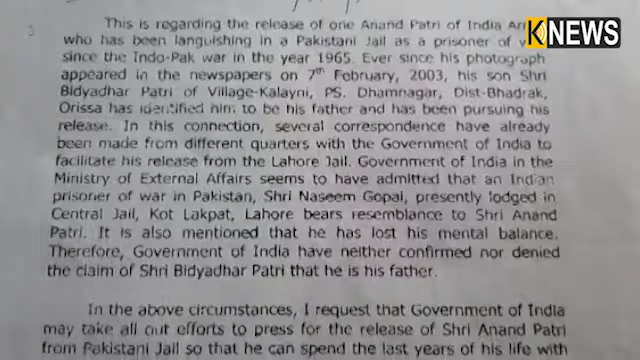 This is regarding the release of one Anand Patri of India
who has been languishing in a Pakistani Jail as a prisoner of
since the Indo-Pak war in the year 1965. Ever since his photograph
appeared in the newspapers on 7th February, 2003, his son Shri
Bidyadhar Patri of Village-Kalayni, PS. Dhamnagar, Dist-Bhadrak,
Orissa has identified him to be his father and has been pursuing his
release. In this connection, several correspondence have already
been made from different quarters with the Government of India to
facilitate his release from the Lahore Jail. Government of India in the
Ministry of External Affairs seems to have admitted that an Indian
prisoner of war in Pakistan, Shri Naseem Gopal, presently lodged in
Central Jail, Kot Lakpat, Lahore bears resemblance to Shri Anand
Patri. It is also mentioned that he has lost his mental balance.
Therefore, Government of India have neither confirmed nor denied
the claim of Shri Bidyadhar Patri that he is his father.
In the above circumstances, I request that Government of India
may take all out efforts to press for the release of Shri Anand Patri
from Pakistani Jail so that he can spend the last years of his life with
K NEWS